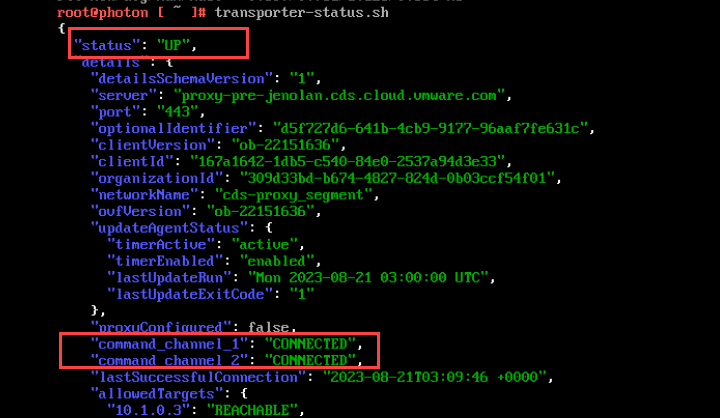 root@photon [ ~ ]# transporter-status.sh
{
"status": "UP",
"details": {
"detailsSchemaVersion": "1",
"server": "proxy-pre-jenolan.cds.cloud.vmware.com",
"port": "443",
"optionalIdentifier": "d5f727d6-641b-4cb9-9177-96aaf7fe631c",
"clientVersion": "ob-22151636",
"clientId": "167a1642-1db5-c540-84e0-2537a94d3e33",
"organizationId": "309d33bd-b674-4827-824d-0b03ccf54f01",
"networkName": "cds-proxy_segment",
"ovfVersion": "ob-22151636",
"updateAgentStatus": {
"timerActive": "active",
"timerEnabled": "enabled",
"lastUpdateRun": "Mon 2023-08-21 03:00:00 UTC",
"lastUpdateExitCode": "1"
},
"proxyConfigured": false,
"command_channel_1": "CONNECTED",
"command_channel_2": "CONNECTED",
"lastSuccessfulConnection": "2023-08-21T03:09:46 +0000",
"allowedTargets": {
"10.1.0.3": "REACHABLE",